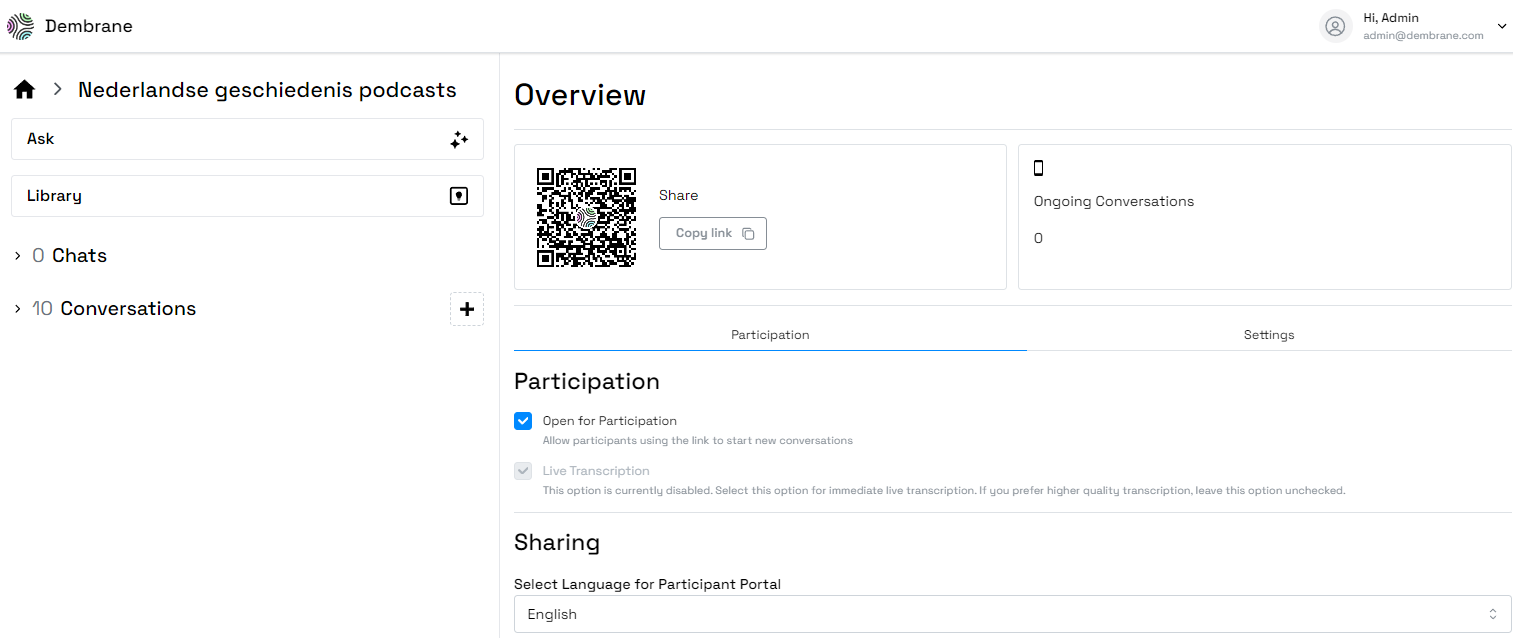 Dembrane
Hi, Admin
admin@dembrane.com
Nederlandse geschiedenis podcasts
Ask
Library
0 Chats
10 Conversations
Overview
Share
Copy link
Ongoing Conversations
0
Participation
Settings
Participation
Open for Participation
Allow participants using the link to start new conversations
Live Transcription
This option is currently disabled. Select this option for immediate live transcription. If you prefer higher quality transcription, leave this option unchecked.
Sharing
Select Language for Participant Portal
English